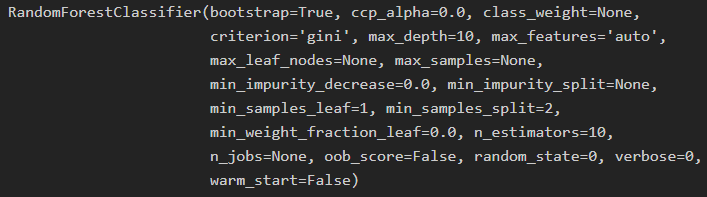 RandomForestClassifier(bootstrap=True, ccp_alpha=0.0, class_weight=None,
criterion='gini', max_depth=10, max_features='auto',
max_leaf_nodes=None, max_samples=None,
min_impurity_decrease=0.0, min_impurity_split=None,
min_samples_leaf=1, min_samples_split=2,
min_weight_fraction_leaf=0.0, n_estimators=10,
n_jobs=None, oob_score=False, random_state=0, verbose=0,
warm_start=False)